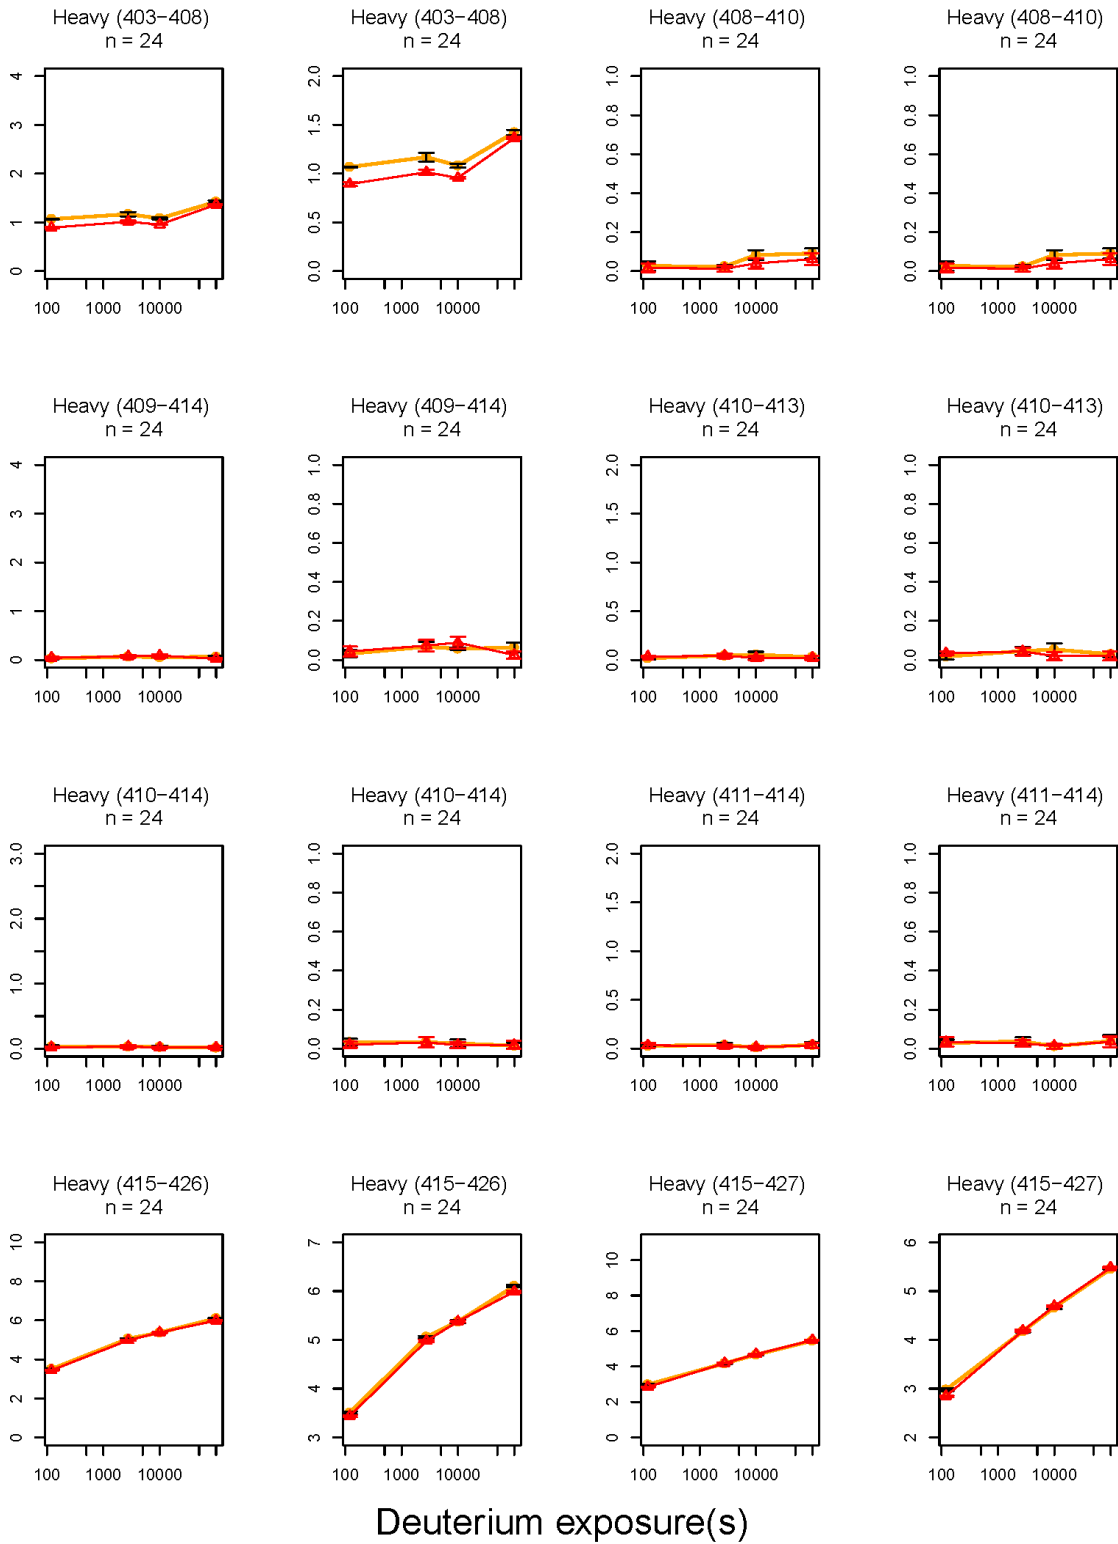 Heavy (403−408) Heavy (403−408) Heavy (408−410) Heavy (408−410)
n = 24 n = 24 n = 24 n = 24
4 2.0 1.0 1.0
3 1.5 0.8 0.8
2 1.0 0.6 0.6
1 0.5 0.4 0.4
0 0.0 0.2 0.2
0.0 0.0
100 1000 10000 100 1000 10000 100 1000 10000 100 1000 10000
Heavy (409−414) Heavy (409−414) Heavy (410−413) Heavy (410−413)
n = 24 n = 24 n = 24 n = 24
4 1.0 2.0 1.0
3 0.8 1.5 0.8
2 0.6 1.0 0.6
1 0.4 0.5 0.4
0 0.2 0.0 0.2
0.0 0.0
100 1000 10000 100 1000 10000 100 1000 10000 100 1000 10000
Heavy (410−414) Heavy (410−414) Heavy (411−414) Heavy (411−414)
n = 24 n = 24 n = 24 n = 24
3.0 1.0 2.0 1.0
2.0 0.8 1.5 0.8
1.0 0.6 1.0 0.6
0.0 0.4 0.5 0.4
0.2 0.0 0.2
0.0 0.0
100 1000 10000 100 1000 10000 100 1000 10000 100 1000 10000
Heavy (415−426) Heavy (415−426) Heavy (415−427) Heavy (415−427)
n = 24 n = 24 n = 24 n = 24
10 7 10 6
8 6 8 5
6 5 6 4
4 4 4 3
2 3 2 2
0 0
100 1000 10000 100 1000 10000 100 1000 10000 100 1000 10000
Deuterium exposure(s)